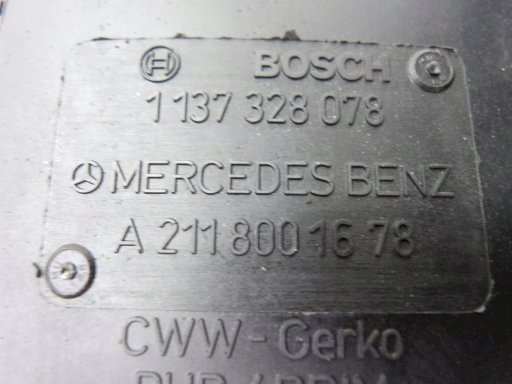 BOSCH
1 137 328 078
MERCEDES BENZ
A 211 800 16 78
CWW-Gerko